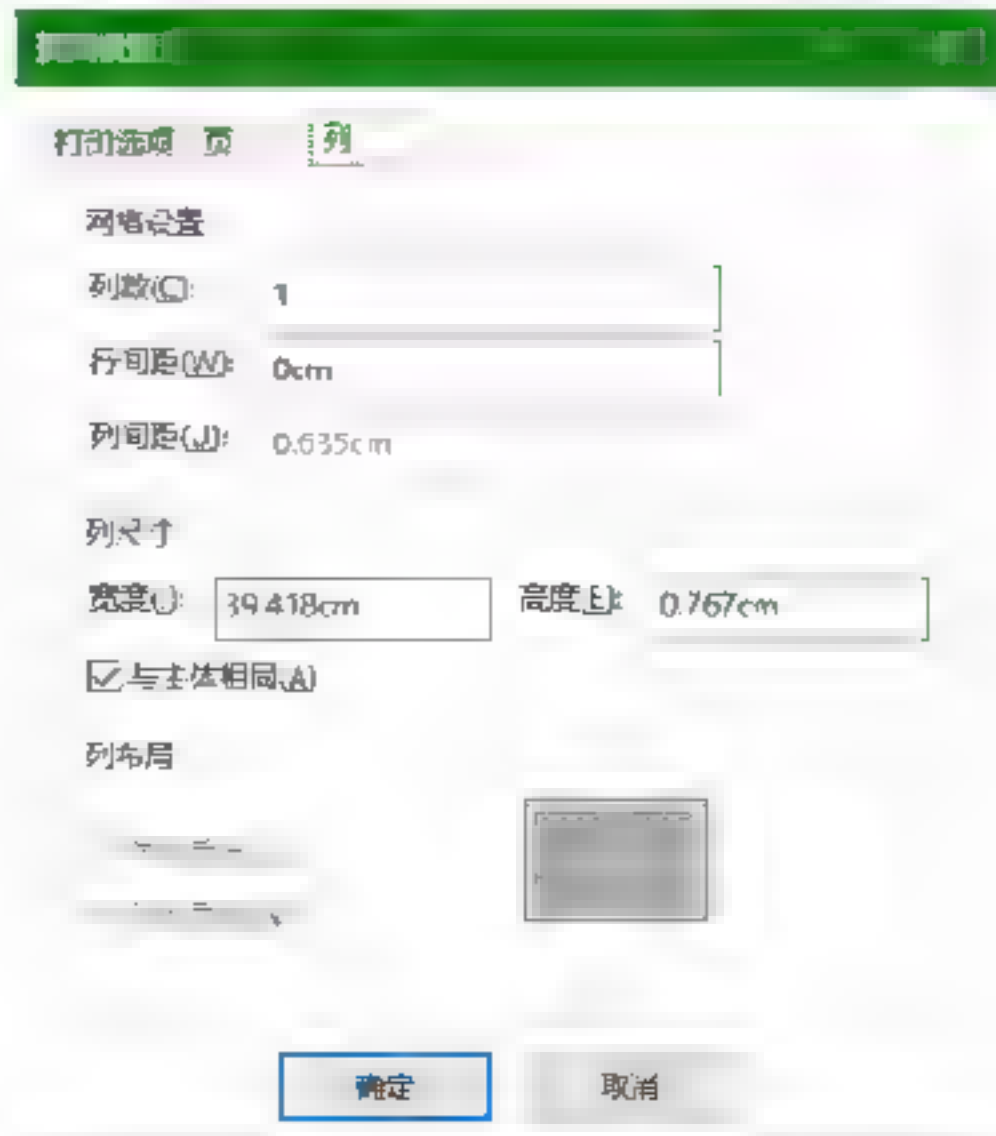 打印选项 页 列
网格设置
列数(C): 1
行间距(W): 0cm
列间距(U): 0.635cm
列尺寸
宽度(I): 39.418cm 高度(E): 0.767cm
与主体相同(A)
列布局
确定 取消